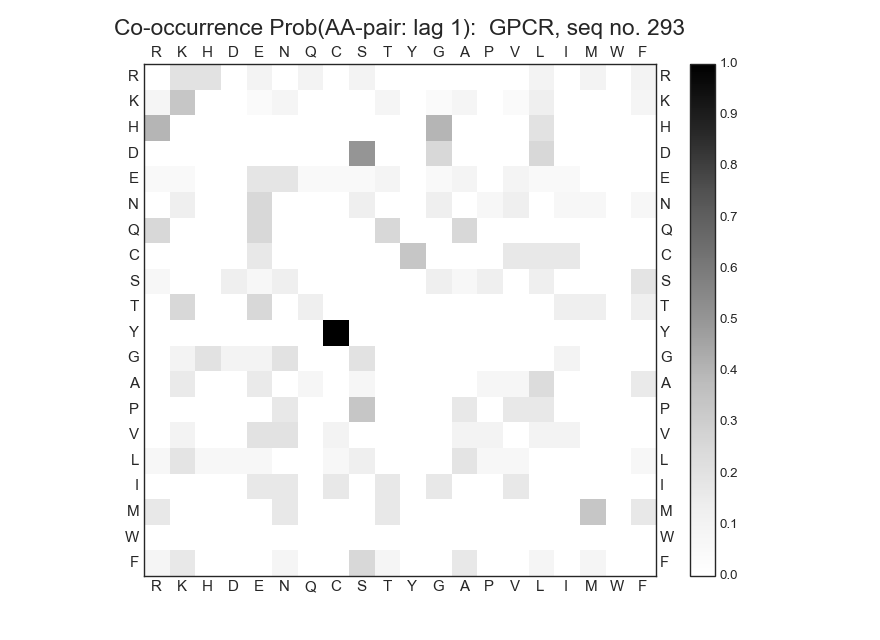 Co-occurrence Prob(AA-pair: lag 1):  GPCR, seq no. 293
R K H D E N Q C S T Y G A P V L I M W F
R R
K K
H H
D D
E E
N N
Q Q
C C
S S
T T
Y Y
G G
A A
P P
V V
L L
I I
M M
W W
F F
R K H D E N Q C S T Y G A P V L I M W F
1.0
0.9
0.8
0.7
0.6
0.5
0.4
0.3
0.2
0.1
0.0